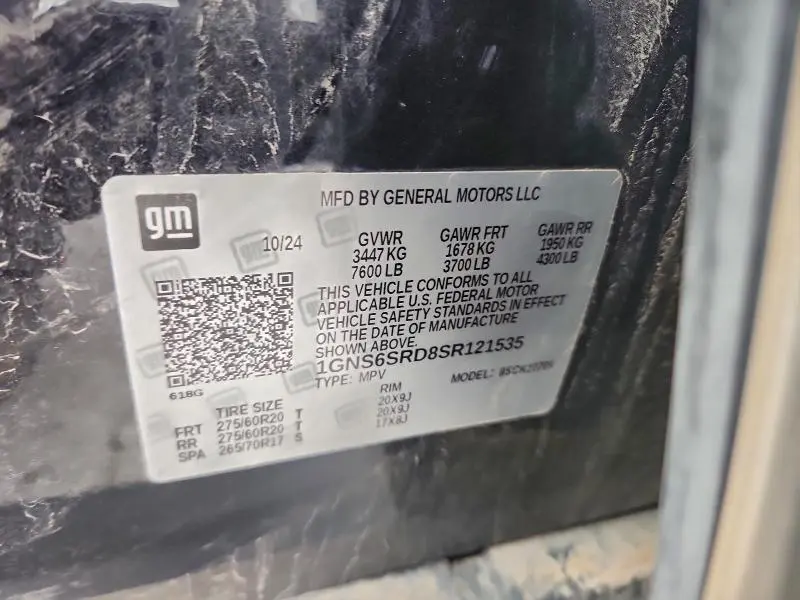 gm
MFD BY GENERAL MOTORS LLC
10/24
GVWR
3447 KG
7600 LB
GAWR FRT
1678 KG
3700 LB
GAWR RR
1950 KG
4300 LB
THIS VEHICLE CONFORMS TO ALL
APPLICABLE U.S. FEDERAL MOTOR
VEHICLE SAFETY STANDARDS IN EFFECT
ON THE DATE OF MANUFACTURE
SHOWN ABOVE.
1GNS6SRD8SR121535
TYPE: MPV
MODEL:
618G
TIRE SIZE
RIM
FRT 275/60R20 T 20X9J
RR 275/60R20 T 20X9J
SPA 265/70R17 S 17X8J